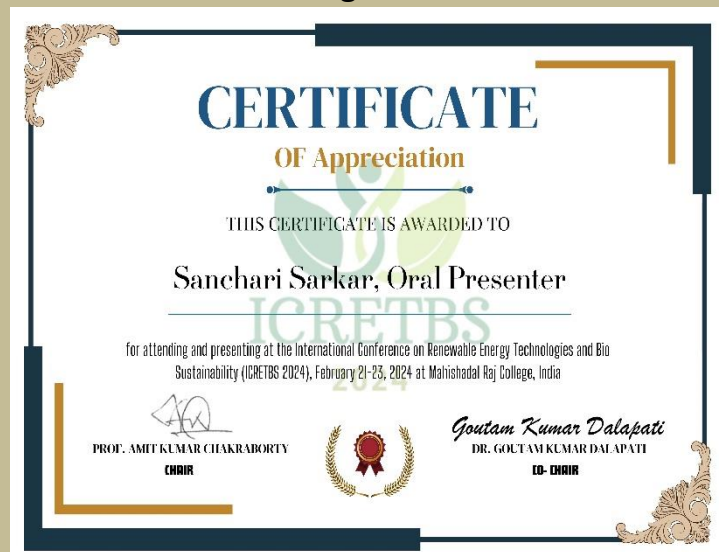 CERTIFICATE
OF Appreciation
THIS CERTIFICATE IS AWARDED TO
Sanchari Sarkar, Oral Presenter
ICRETBS
for attending and presenting at the International Conference on Renewable Energy Technologies and Bio
Sustainability (ICRETBS 2024), February 21-23, 2024 at Mahishadal Raj College, India
2024
Goutam Kumar Dalapati
PROF. AMIT KUMAR CHAKRABORTY
DR. GOUTAM KUMAR DALAPATI
CHAIR
CO- CHAIR